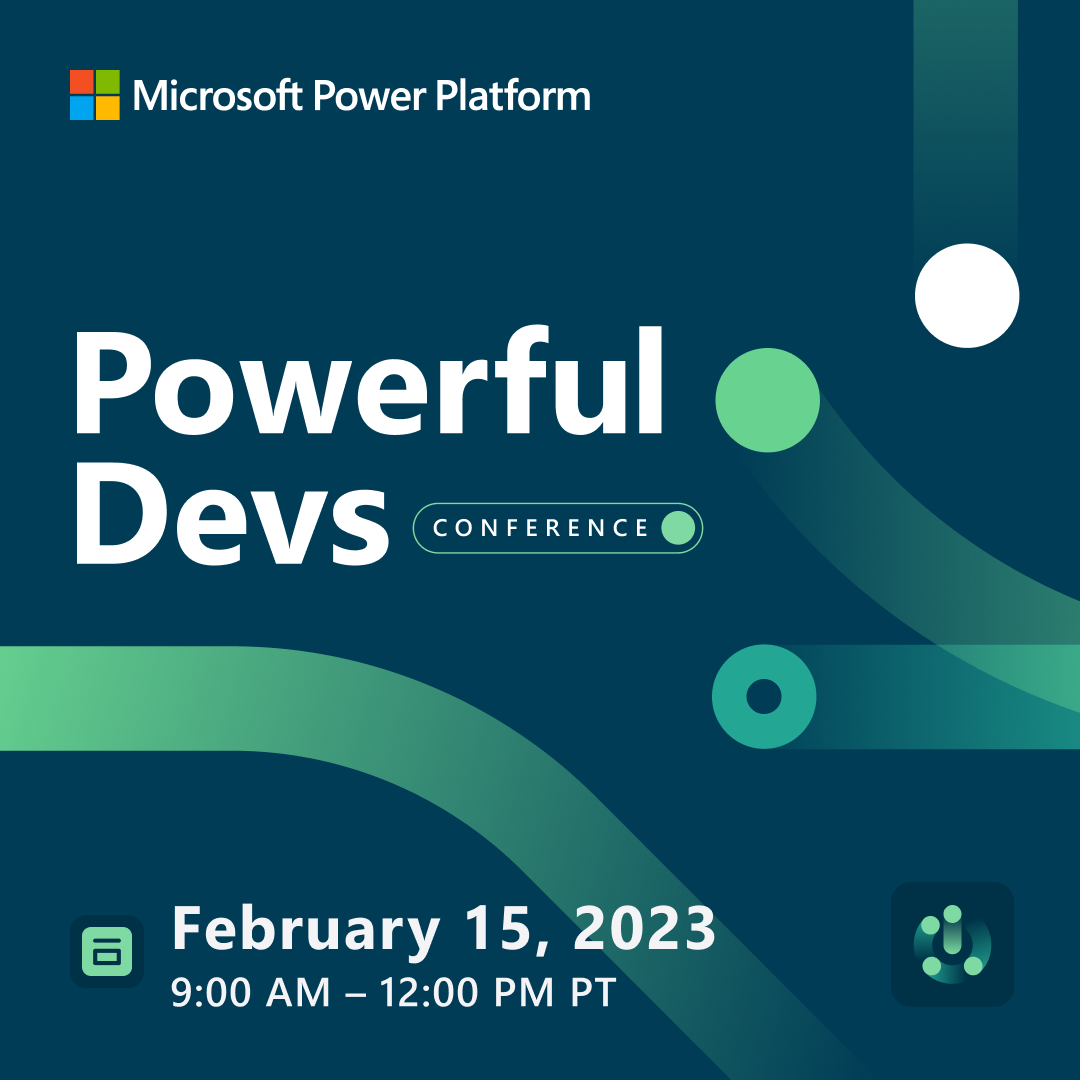 Microsoft Power Platform
Powerful
Devs
CONFERENCE
February 15, 2023
9:00 AM – 12:00 PM PT